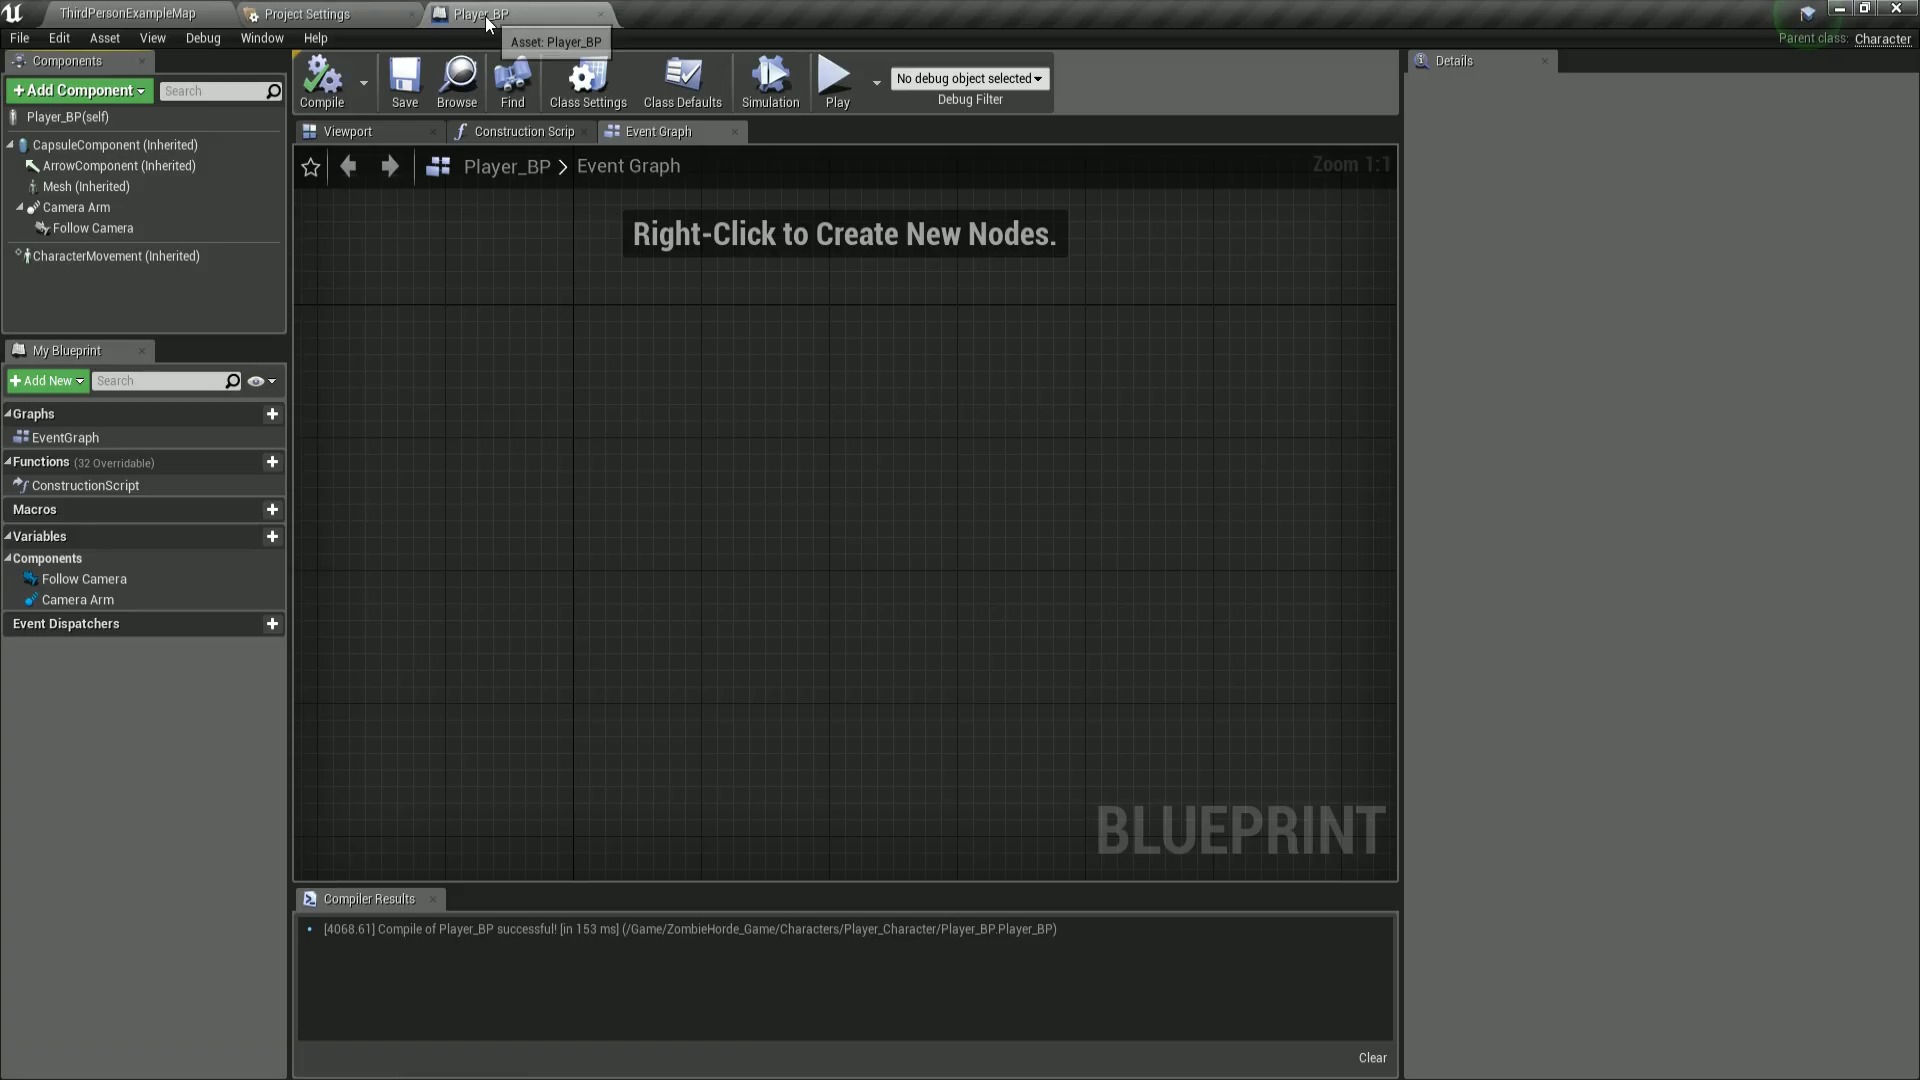 ThirdPersonExampleMap
Project Settings
Player_BP
File Edit Asset View Debug Window Help
Asset: Player_BP
Parent class: Character
Components
+Add Component
Search
Player_BP(self)
CapsuleComponent (Inherited)
ArrowComponent (Inherited)
Mesh (Inherited)
Camera Arm
Follow Camera
CharacterMovement (Inherited)
Compile
Save
Browse
Find
Class Settings
Class Defaults
Simulation
Play
No debug object selected
Debug Filter
Details
Viewport
Construction Scrip
Event Graph
Player_BP > Event Graph
Zoom 1:1
Right-Click to Create New Nodes.
BLUEPRINT
My Blueprint
+Add New
Search
Graphs
EventGraph
Functions (32 Overridable)
ConstructionScript
Macros
Variables
Components
Follow Camera
Camera Arm
Event Dispatchers
Compiler Results
[4068.61] Compile of Player_BP successful! [in 153 ms] (/Game/ZombieHorde_Game/Characters/Player_Character/Player_BP.Player_BP)
Clear